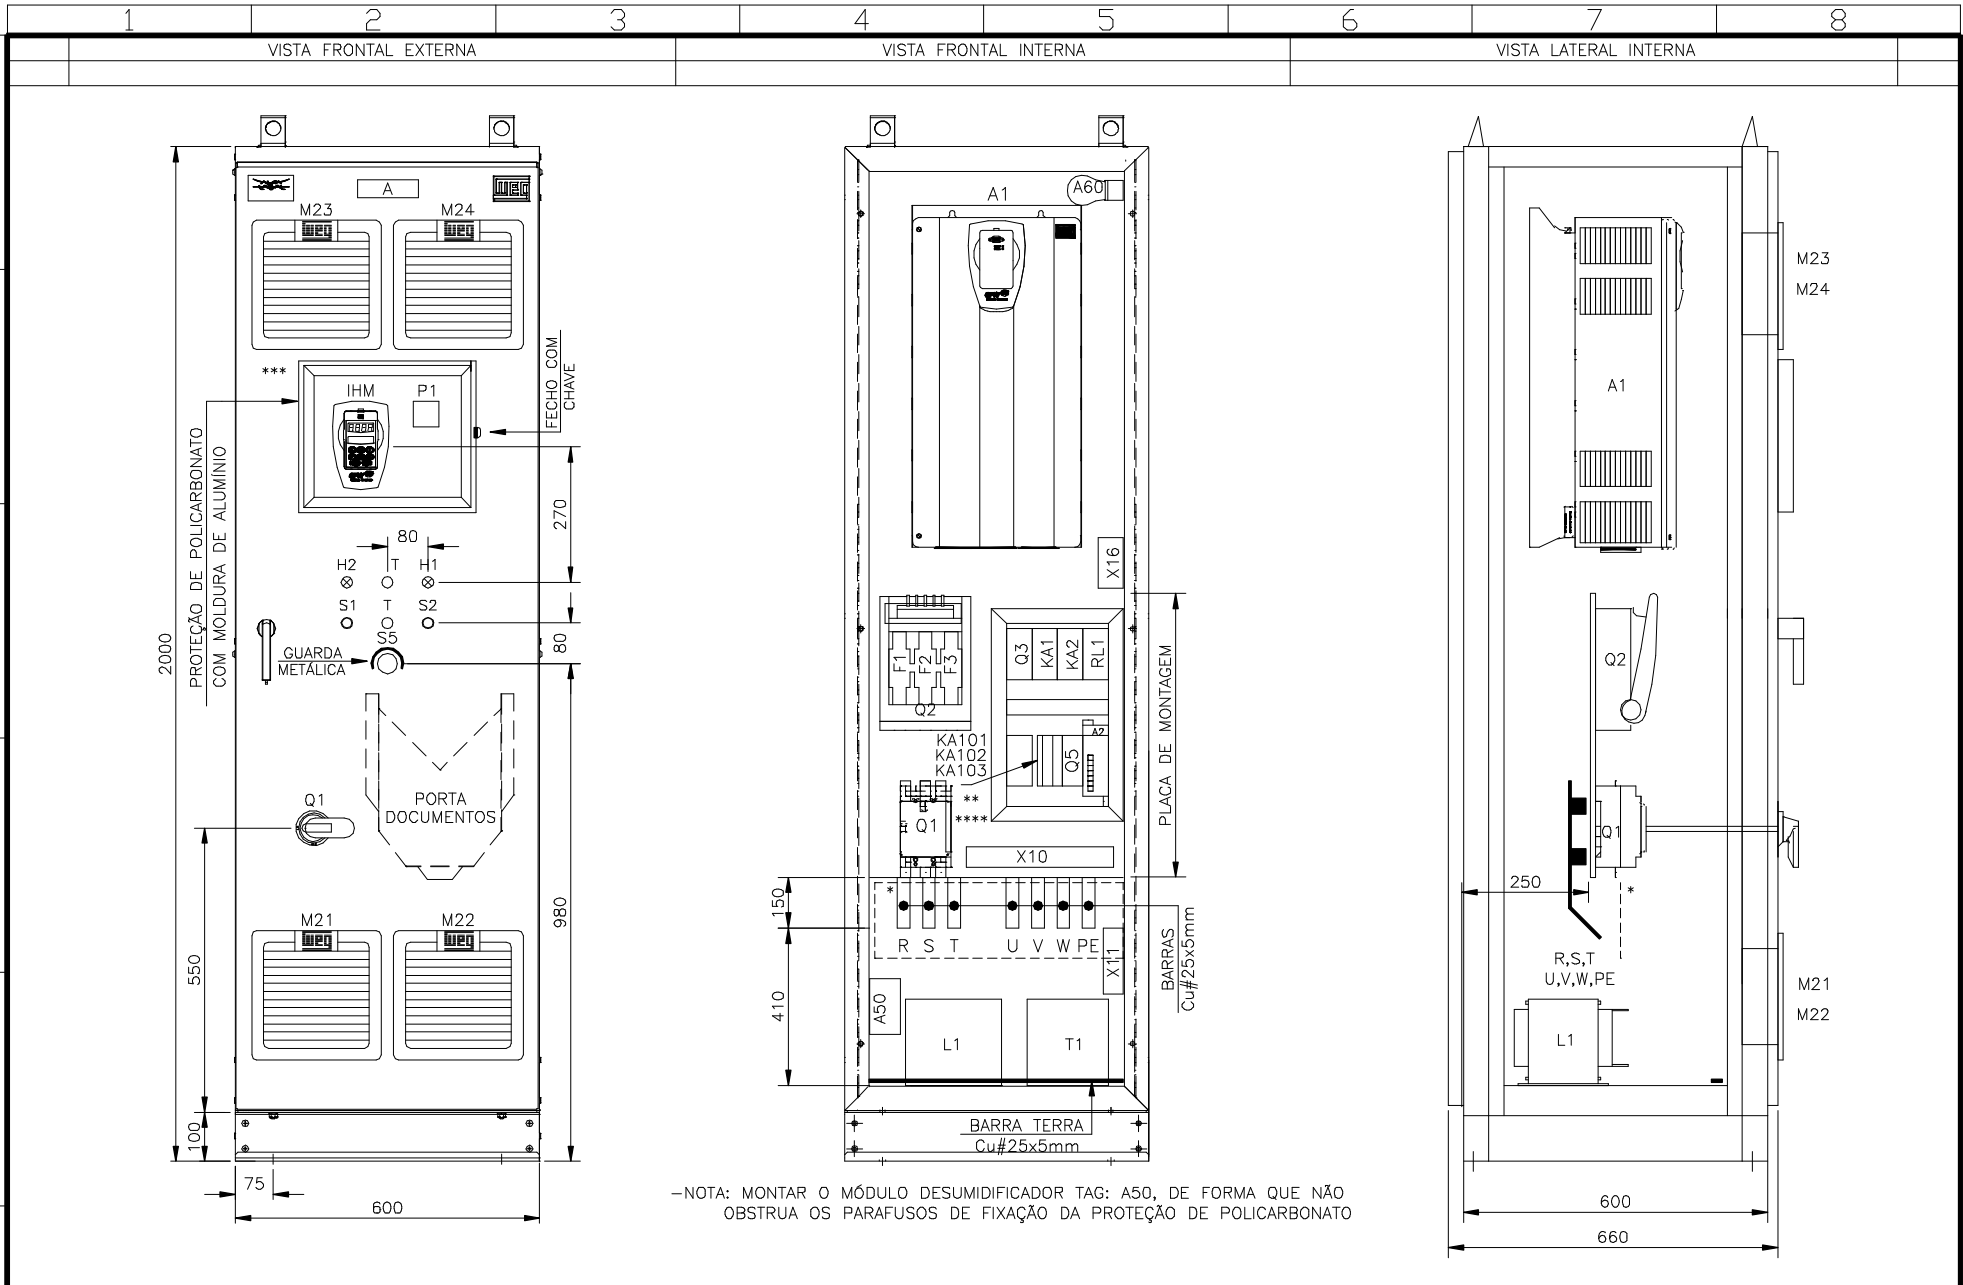 1 2 3 4 5 6 7 8
VISTA FRONTAL EXTERNA
VISTA FRONTAL INTERNA
VISTA LATERAL INTERNA
A
WEG
M23
M24
WEG
WEG
***
IHM
P1
FECHO COM
CHAVE
PROTEÇÃO DE POLICARBONATO
COM MOLDURA DE ALUMÍNIO
2000
270
80
H2
T
H1
S1
T
S2
S5
80
GUARDA
METÁLICA
Q1
PORTA
DOCUMENTOS
980
550
M21
M22
WEG
WEG
100
75
600
A1
A60
X16
F1
F2
F3
Q2
Q3
KA1
KA2
RL1
KA101
KA102
KA103
Q5
A2
PLACA DE MONTAGEM
**
****
Q1
X10
*
150
R S T U V W PE
X11
BARRAS
Cu#25x5mm
410
A50
L1
T1
BARRA TERRA
Cu#25x5mm
-NOTA: MONTAR O MÓDULO DESUMIDIFICADOR TAG: A50, DE FORMA QUE NÃO
OBSTRUA OS PARAFUSOS DE FIXAÇÃO DA PROTEÇÃO DE POLICARBONATO
M23
M24
A1
Q2
Q1
250
*
R,S,T
U,V,W,PE
M21
M22
L1
600
660